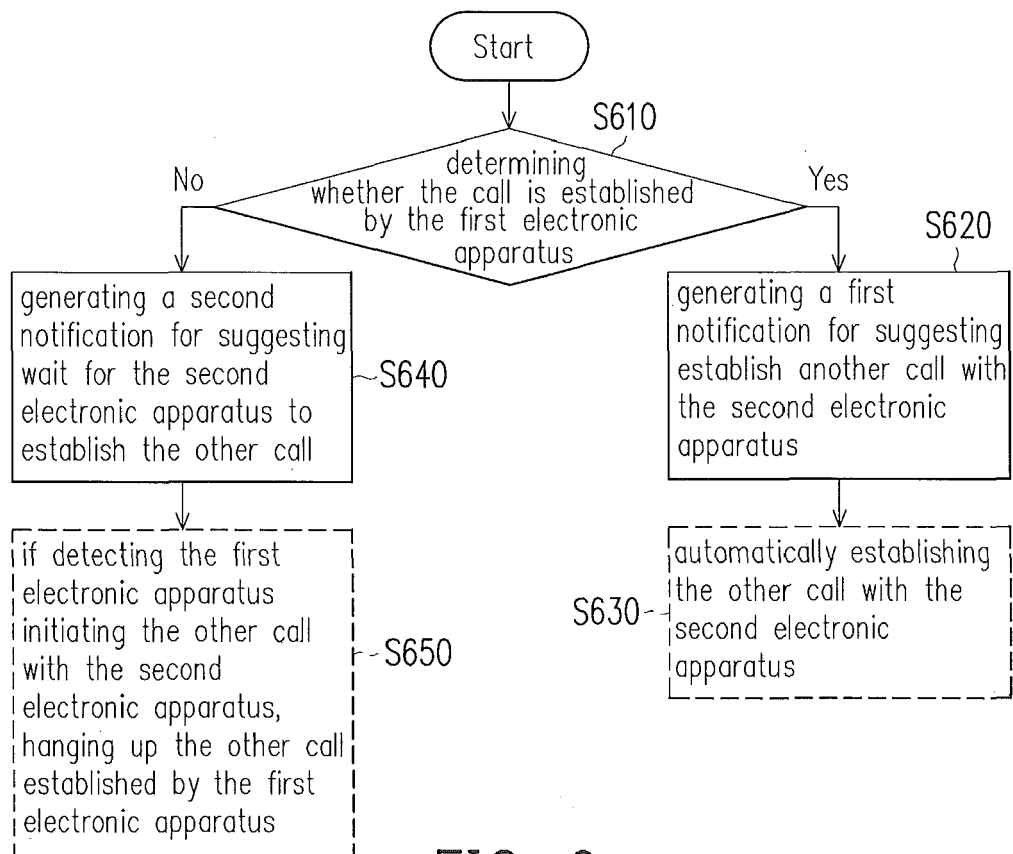 Start
S610
determining
whether the call is established
by the first electronic
apparatus
No
Yes
S620
generating a second
notification for suggesting
wait for the second
electronic apparatus to
establish the other call
S640
generating a first
notification for suggesting
establish another call with
the second electronic
apparatus
if detecting the first
electronic apparatus
initiating the other call
with the second
electronic apparatus,
hanging up the other call
established by the first
electronic apparatus
S650
S630
automatically establishing
the other call with the
second electronic
apparatus